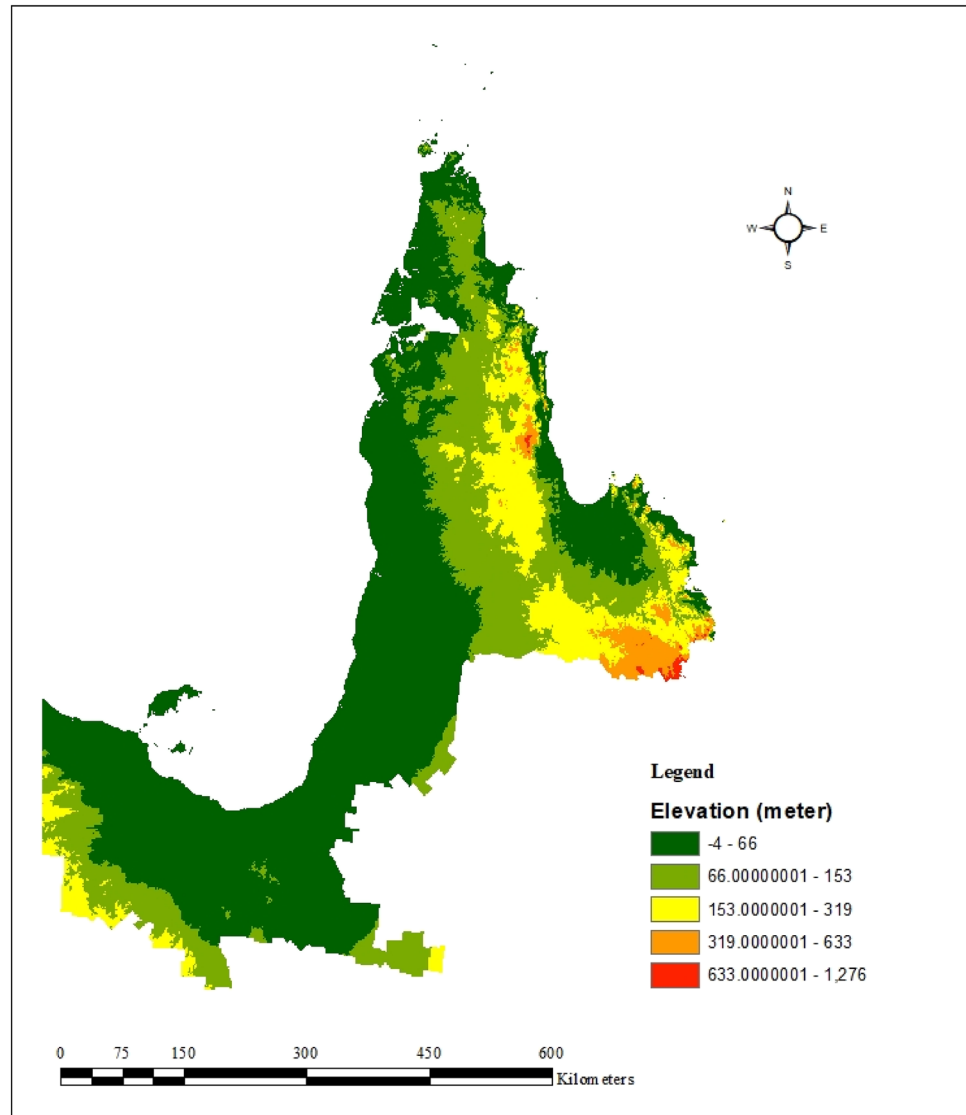 N
W E
S
Legend
Elevation (meter)
-4 - 66
66.00000001 - 153
153.0000001 - 319
319.0000001 - 633
633.0000001 - 1,276
0 75 150 300 450 600
Kilometers